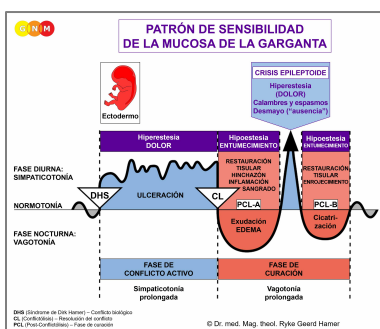 GNM
PATRÓN DE SENSIBILIDAD
DE LA MUCOSA DE LA GARGANTA
CRISIS EPILEPTOIDE
Hiperestesia
(DOLOR)
Calambres y espasmos
Desmayo ("ausencia")
Ectodermo
Hiperestesia
DOLOR
Hipoestesia
ENTUMECIMIENTO
Hipoestesia
ENTUMECIMIENTO
FASE DIURNA:
SIMPATICOTONÍA
RESTAURACIÓN
TISULAR
HINCHAZÓN
INFLAMACIÓN
SANGRADO
RESTAURACIÓN
TISULAR
ENROJECIMIENTO
DHS
ULCERACIÓN
CL
NORMOTONÍA
PCL-A
PCL-B
FASE NOCTURNA:
VAGOTONÍA
Exudación
EDEMA
Cicatri-
zación
FASE DE
CONFLICTO ACTIVO
FASE DE
CURACIÓN
Simpaticotonía
prolongada
Vagotonía
prolongada
DHS (Síndrome de Dirk Hamer) – Conflicto biológico
CL (Conflictólisis) – Resolución del conflicto
PCL (Post-Conflictólisis) – Fase de curación
© Dr. med. Mag. theol. Ryke Geerd Hamer